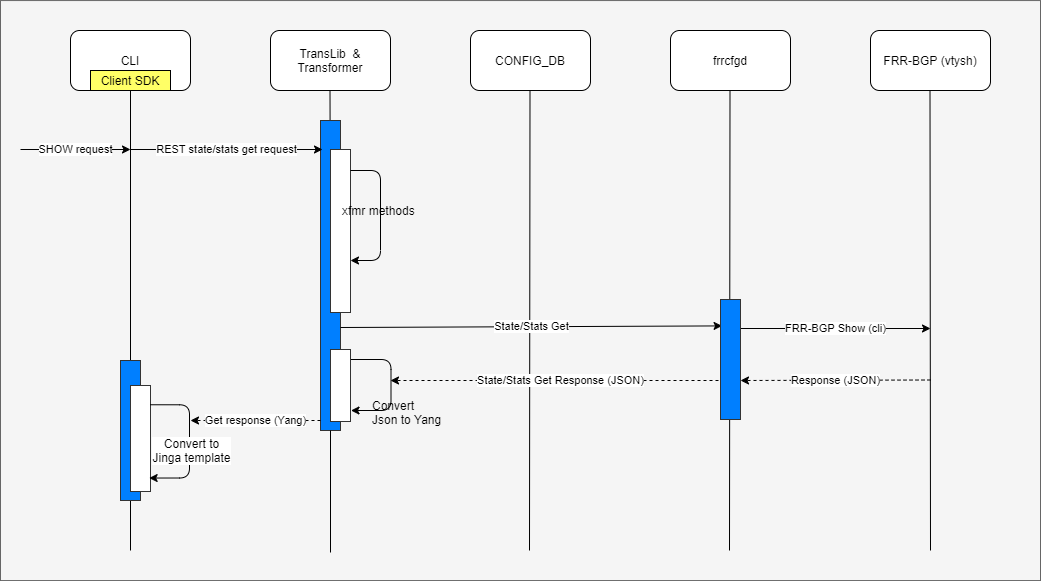 CLI
Client SDK
TransLib &
Transformer
CONFIG_DB
frrcfgd
FRR-BGP (vtysh)
SHOW request
REST state/stats get request
xfmr methods
State/Stats Get
FRR-BGP Show (cli)
State/Stats Get Response (JSON)
Response (JSON)
Convert
Json to Yang
Get response (Yang)
Convert to
Jinga template